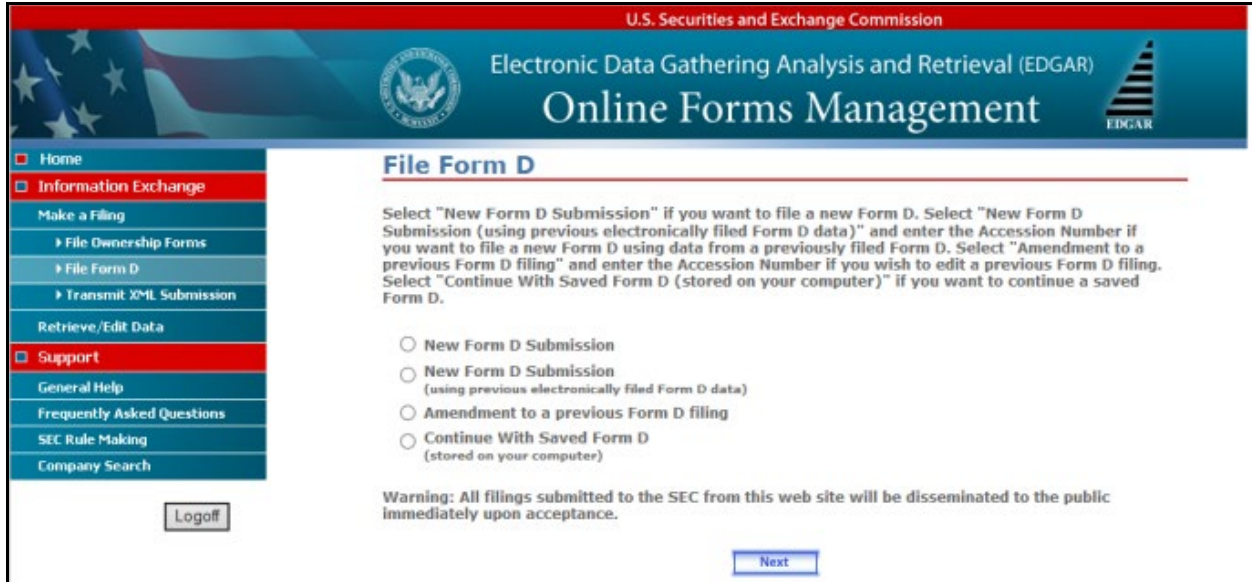 U.S. Securities and Exchange Commission
Electronic Data Gathering Analysis and Retrieval (EDGAR)
Online Forms Management
EDGAR
Home
Information Exchange
Make a Filing
File Ownership Forms
File Form D
Transmit XML Submission
Retrieve/Edit Data
Support
General Help
Frequently Asked Questions
SEC Rule Making
Company Search
Logoff
File Form D
Select "New Form D Submission" if you want to file a new Form D. Select "New Form D
Submission (using previous electronically filed Form D data)" and enter the Accession Number if
you want to file a new Form D using data from a previously filed Form D. Select "Amendment to a
previous Form D filing" and enter the Accession Number if you wish to edit a previous Form D filing.
Select "Continue With Saved Form D (stored on your computer)" if you want to continue a saved
Form D.
New Form D Submission
New Form D Submission
(using previous electronically filed Form D data)
Amendment to a previous Form D filing
Continue With Saved Form D
(stored on your computer)
Warning: All filings submitted to the SEC from this web site will be disseminated to the public
immediately upon acceptance.
Next